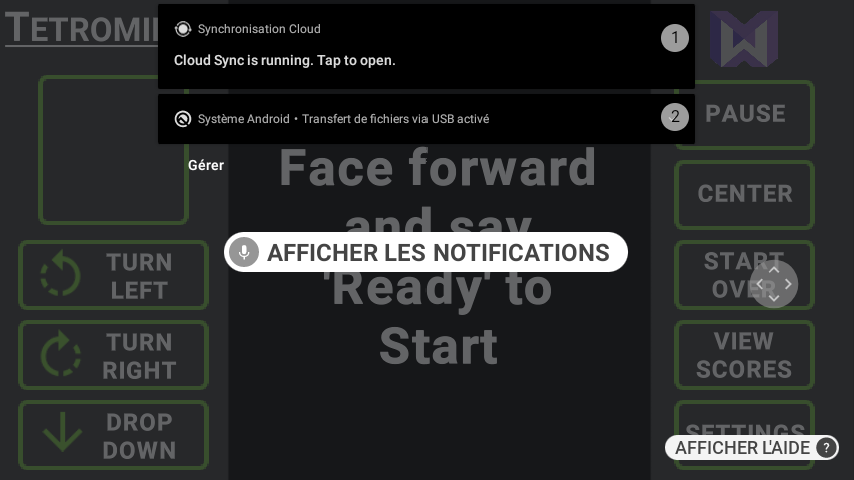 TETROMI
Synchronisation Cloud
1
Cloud Sync is running. Tap to open.
Système Android • Transfert de fichiers via USB activé
2
Gérer
PAUSE
CENTER
START
OVER
VIEW
SCORES
SETTINGS
TURN
LEFT
TURN
RIGHT
DROP
DOWN
Face forward
and say
'Ready' to
Start
AFFICHER LES NOTIFICATIONS
AFFICHER L'AIDE ?